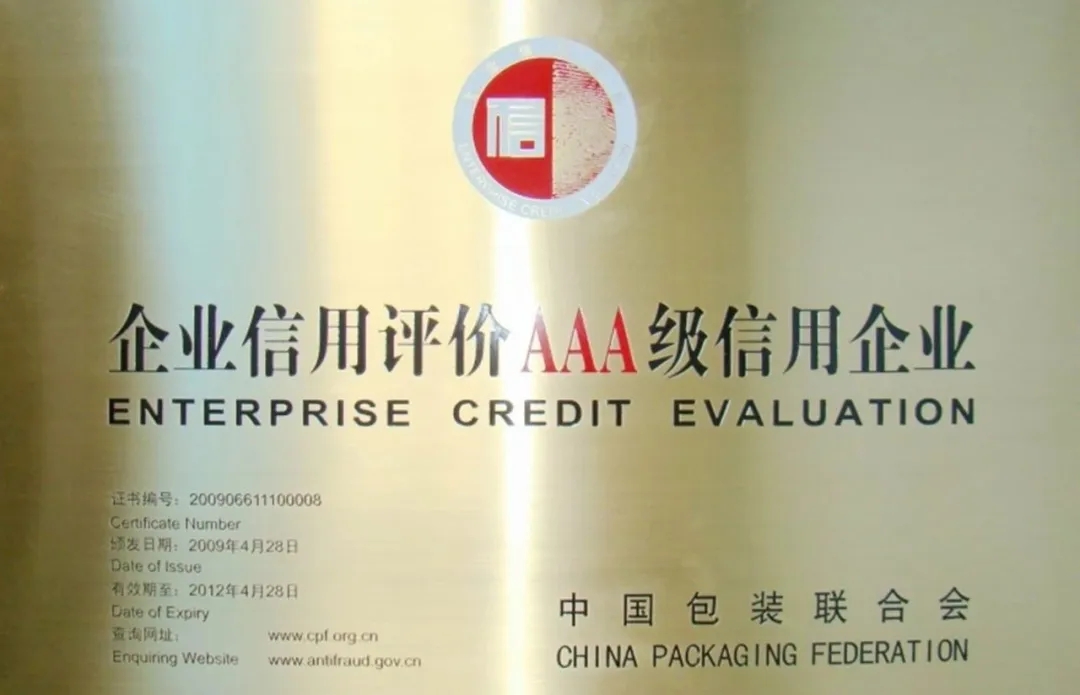 信
ENTERPRISE CREDIT
企业信用评价AAA级信用企业
ENTERPRISE CREDIT EVALUATION
证书编号：200906611100008
Certificate Number
颁发日期：2009年4月28日
Date of Issue
有效期至：2012年4月28日
Date of Expiry
查询网址： www.cpf.org.cn
Enquiring Website www.antifraud.gov.cn
中国包装联合会
CHINA PACKAGING FEDERATION